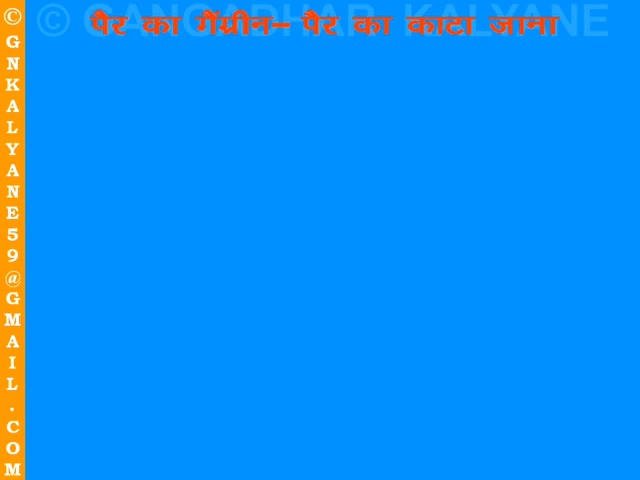 © GANGADHAR KALYANE
पैर का गैंग्रीन– पैर का काटा जाना
©GNKALYANE59@GMAIL.COM